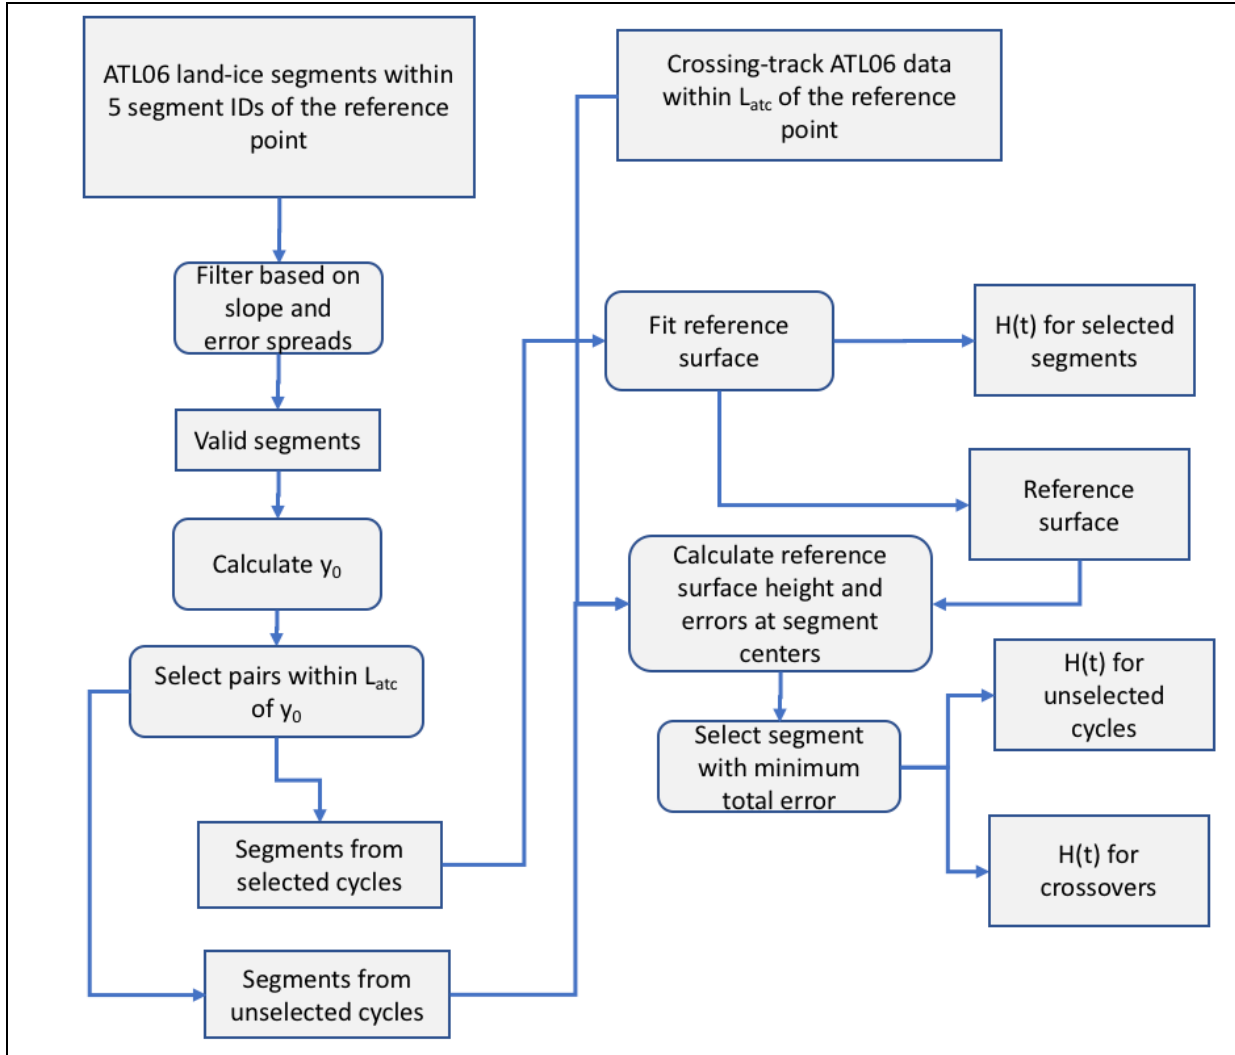 ATL06 land-ice segments within
5 segment IDs of the reference
point
Filter based on
slope and
error spreads
Valid segments
Calculate y₀
Select pairs within Lₐₜc
of y₀
Segments from
selected cycles
Segments from
unselected cycles
Crossing-track ATL06 data
within Lₐₜc of the reference
point
Fit reference
surface
H(t) for selected
segments
Reference
surface
Calculate reference
surface height and
errors at segment
centers
Select segment
with minimum
total error
H(t) for
unselected
cycles
H(t) for
crossovers